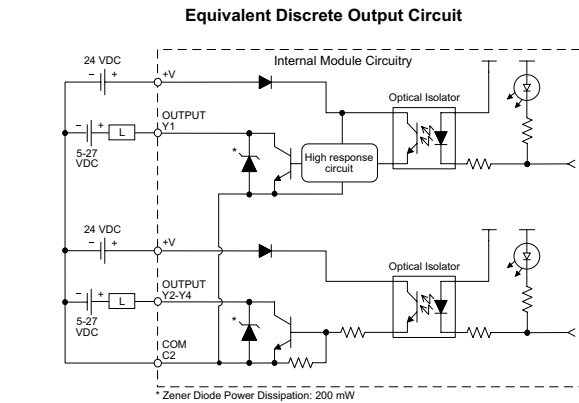 Equivalent Discrete Output Circuit
24 VDC
Internal Module Circuitry
– +
+V
Optical Isolator
OUTPUT
Y1
– +
L
*
High response
circuit
5-27
VDC
24 VDC
– +
+V
Optical Isolator
OUTPUT
Y2-Y4
– +
L
*
5-27
VDC
COM
C2
* Zener Diode Power Dissipation: 200 mW